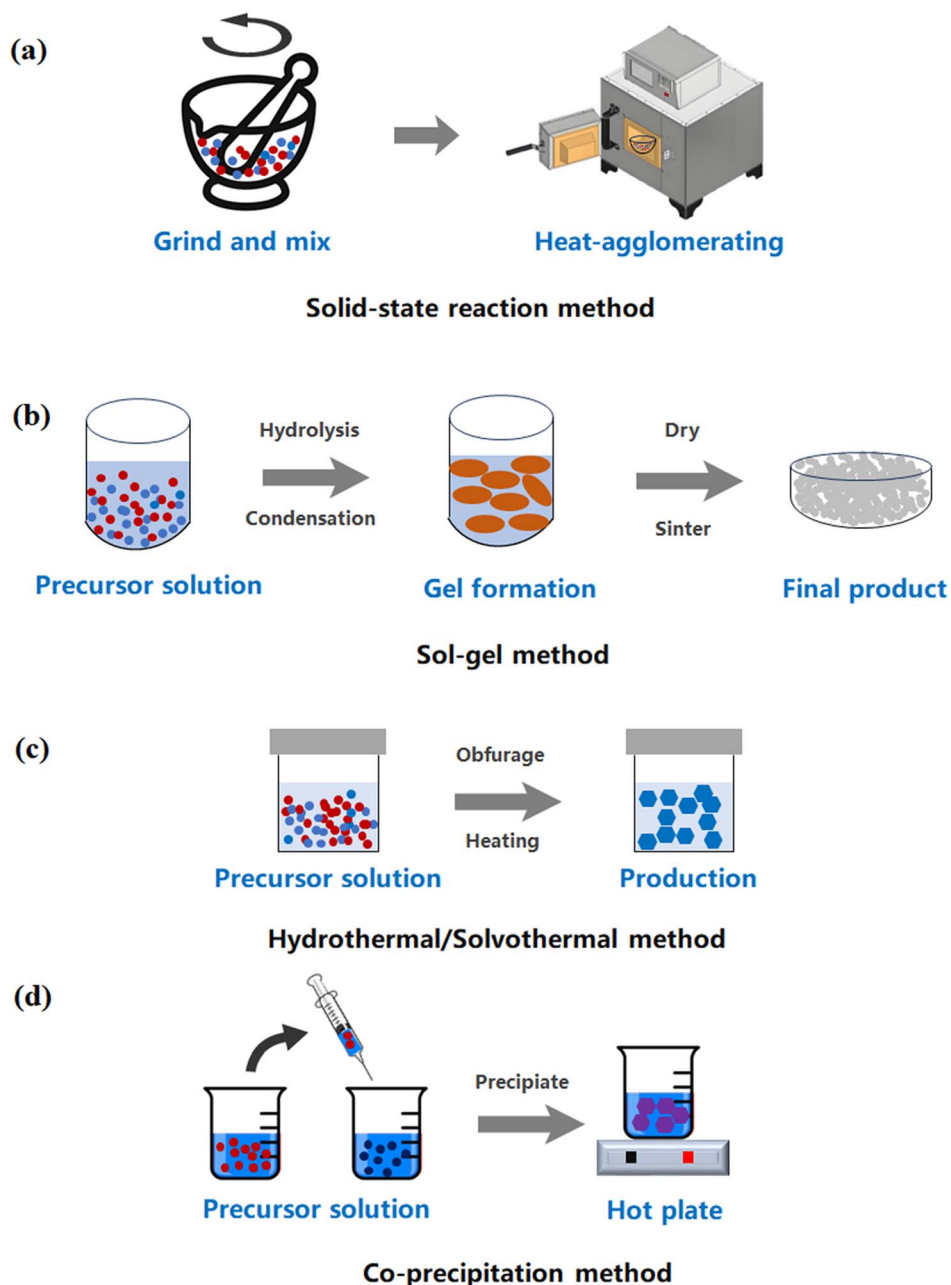 (a)
Grind and mix
Heat-agglomerating
Solid-state reaction method
(b)
Hydrolysis
Condensation
Dry
Sinter
Precursor solution
Gel formation
Final product
Sol-gel method
(c)
Obfurage
Heating
Precursor solution
Production
Hydrothermal/Solvothermal method
(d)
Precipiate
Precursor solution
Hot plate
Co-precipitation method